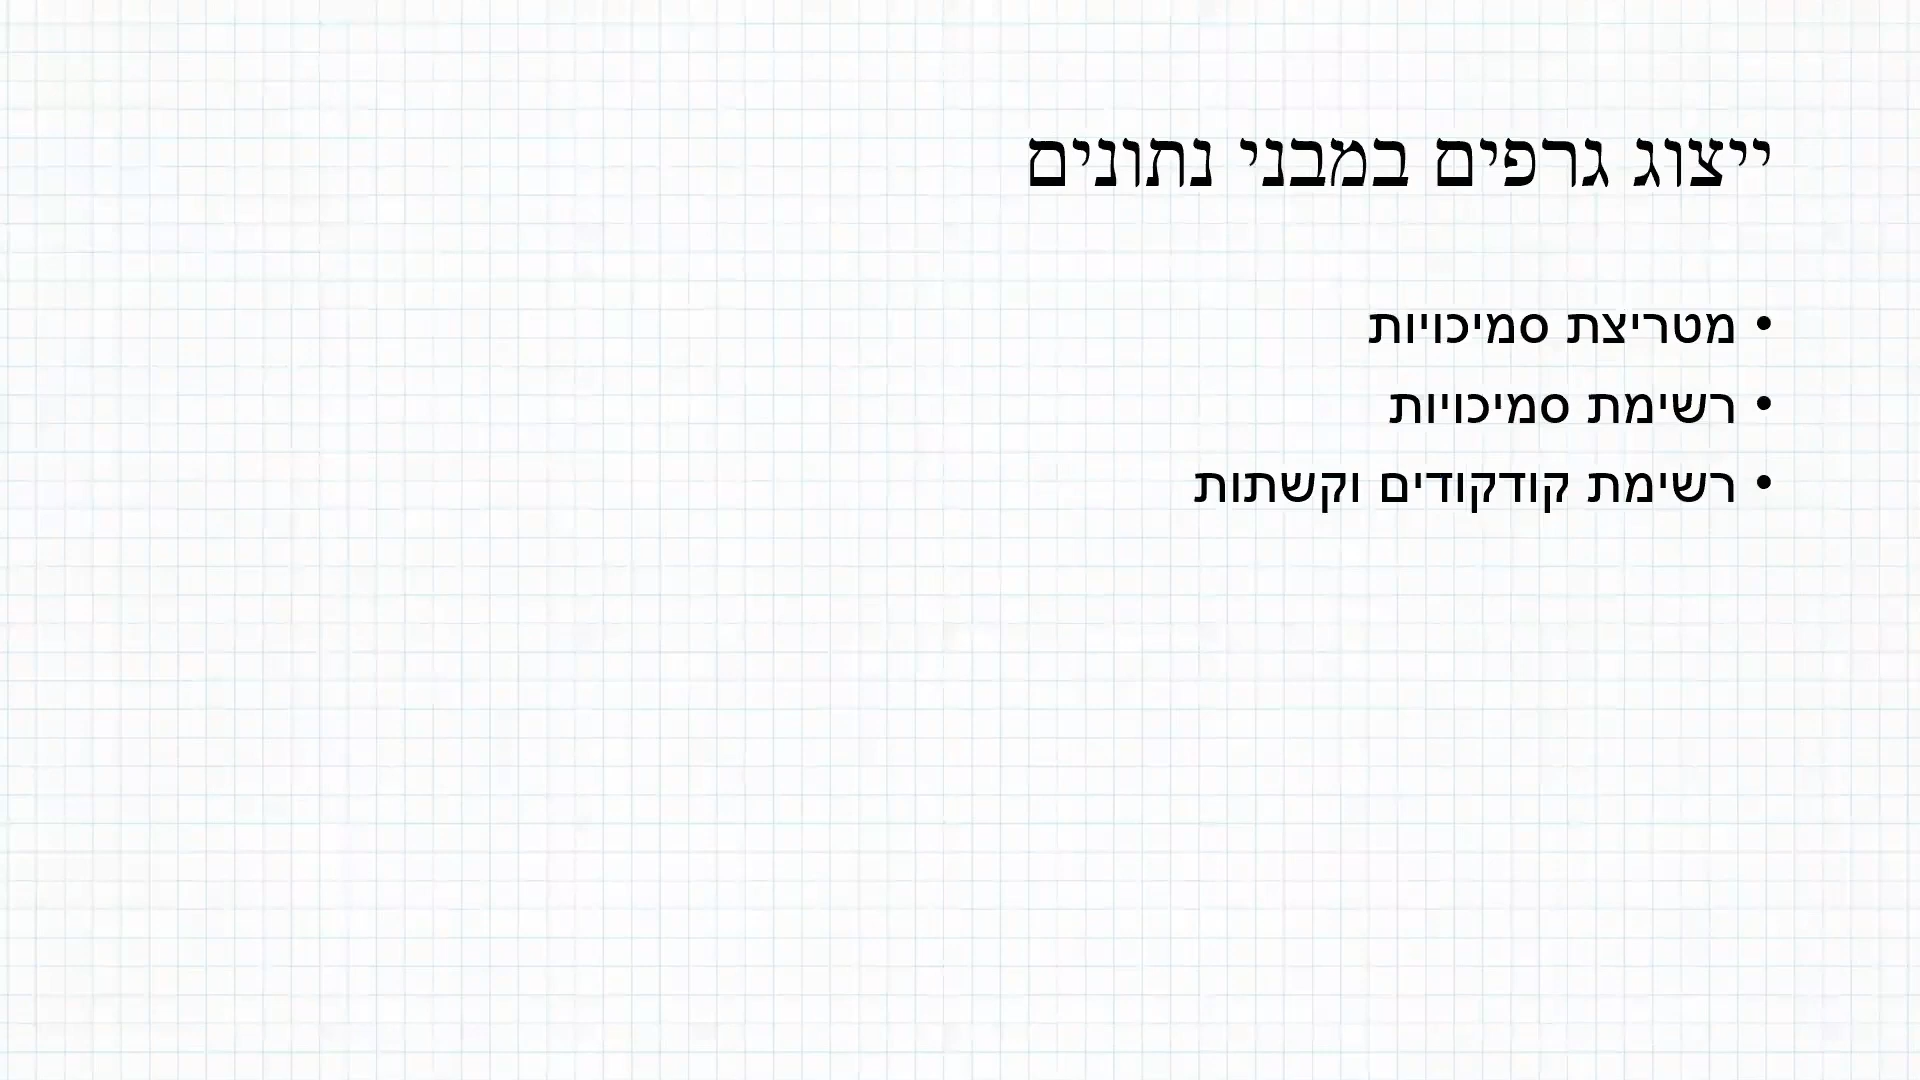 ייצוג גרפים במבני נתונים
• מטריצת סמיכויות
• רשימת סמיכויות
• רשימת קודקודים וקשתות